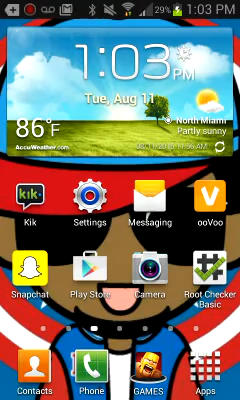 1:03 PM
1:03 PM
Tue, Aug 11
86°F
North Miami
Partly sunny
AccuWeather.com
kik
Kik
Settings
Messaging
ooVoo
Snapchat
Play Store
Camera
Root Checker
Basic
Contacts
Phone
GAMES
Apps